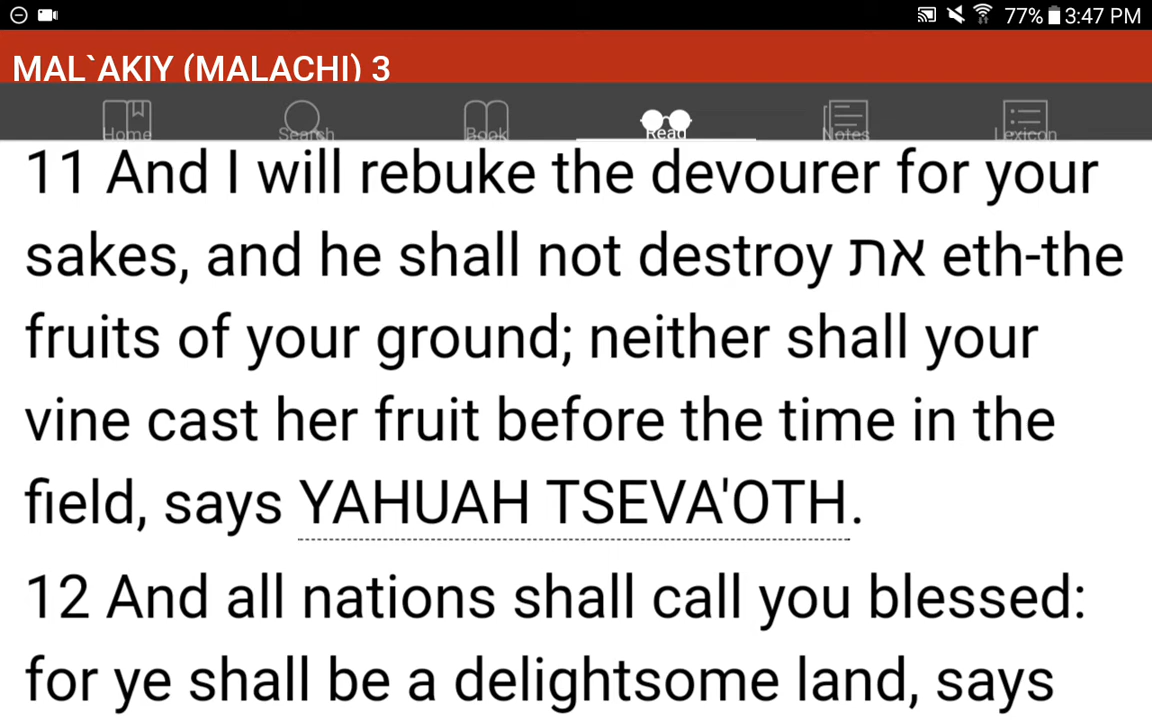 77% 3:47 PM
MAL`AKIY (MALACHI) 3
Home Search Book Read Notes Lexicon
11 And I will rebuke the devourer for your
sakes, and he shall not destroy את eth-the
fruits of your ground; neither shall your
vine cast her fruit before the time in the
field, says YAHUAH TSEVA'OTH.
12 And all nations shall call you blessed:
for ye shall be a delightsome land, says